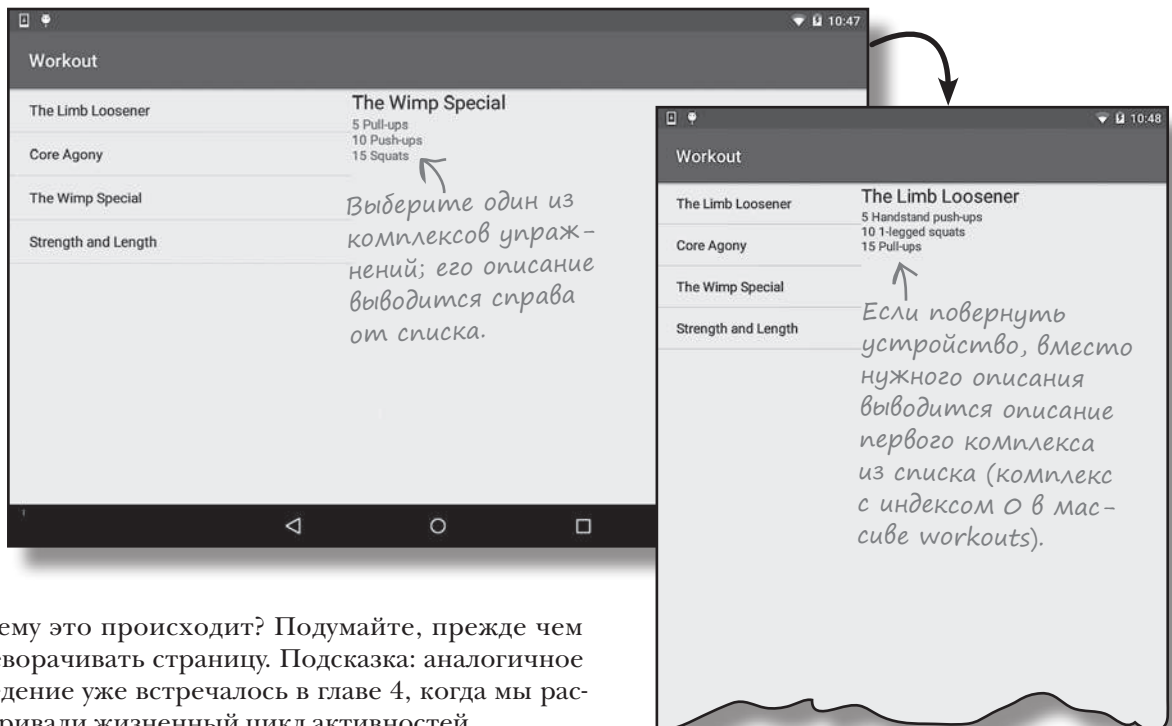 10:47
Workout
The Limb Loosener
Core Agony
The Wimp Special
Strength and Length
The Wimp Special
5 Pull-ups
10 Push-ups
15 Squats
Выберите один из
комплексов упраж-
нений; его описание
выводится справа
от списка.
10:48
Workout
The Limb Loosener
Core Agony
The Wimp Special
Strength and Length
The Limb Loosener
5 Handstand push-ups
10 1-legged squats
15 Pull-ups
Если повернуть
устройство, вместо
нужного описания
выводится описание
первого комплекса
из списка (комплекс
с индексом 0 в мас-
сиве workouts).
ему это происходит? Подумайте, прежде чем
еворачивать страницу. Подсказка: аналогичное
едение уже встречалось в главе 4, когда мы рас-
аривали жизненный цикл активностей.